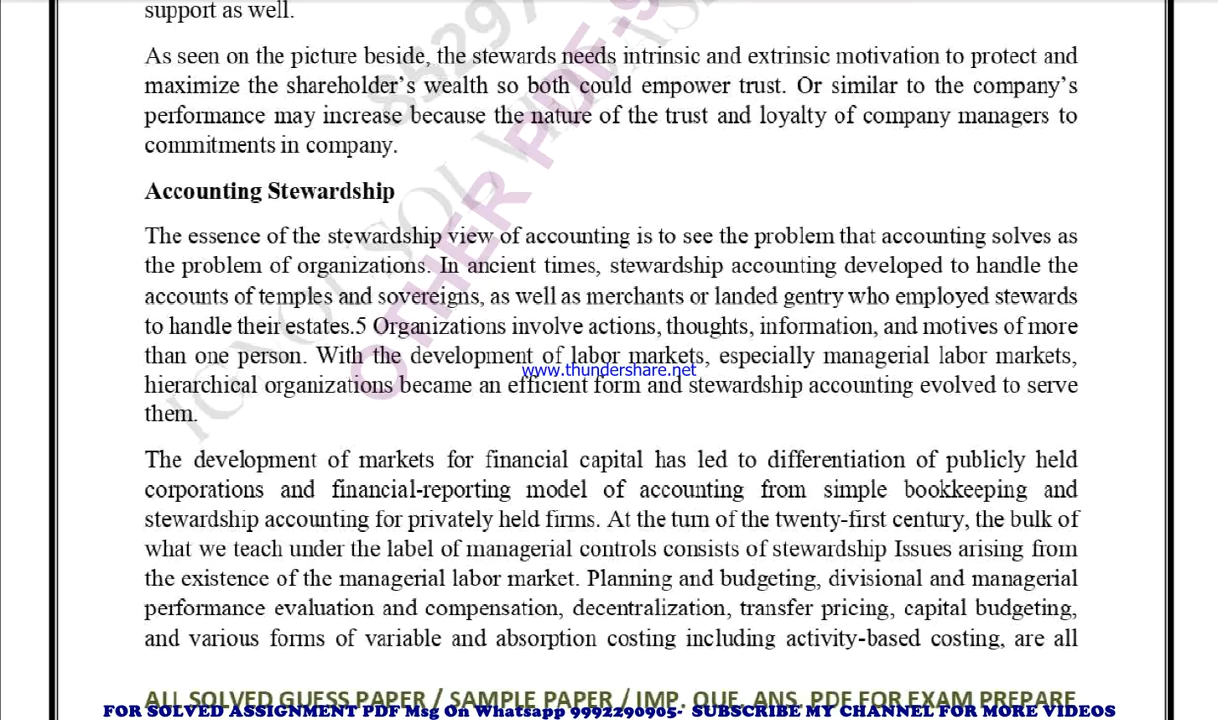 support as well.
As seen on the picture beside, the stewards needs intrinsic and extrinsic motivation to protect and
maximize the shareholder's wealth so both could empower trust. Or similar to the company's
performance may increase because the nature of the trust and loyalty of company managers to
commitments in company.
Accounting Stewardship
The essence of the stewardship view of accounting is to see the problem that accounting solves as
the problem of organizations. In ancient times, stewardship accounting developed to handle the
accounts of temples and sovereigns, as well as merchants or landed gentry who employed stewards
to handle their estates.5 Organizations involve actions, thoughts, information, and motives of more
than one person. With the development of labor markets, especially managerial labor markets,
www.thundershare.net
hierarchical organizations became an efficient form and stewardship accounting evolved to serve
them.
The development of markets for financial capital has led to differentiation of publicly held
corporations and financial-reporting model of accounting from simple bookkeeping and
stewardship accounting for privately held firms. At the turn of the twenty-first century, the bulk of
what we teach under the label of managerial controls consists of stewardship Issues arising from
the existence of the managerial labor market. Planning and budgeting, divisional and managerial
performance evaluation and compensation, decentralization, transfer pricing, capital budgeting,
and various forms of variable and absorption costing including activity-based costing, are all
ALL SOLVED GUESS PAPER / SAMPLE PAPER / IMP. QUE. ANS. PDF FOR EXAM PREPARE
FOR SOLVED ASSIGNMENT PDF Msg On Whatsapp 9992290905- SUBSCRIBE MY CHANNEL FOR MORE VIDEOS
OTHER PDF-9